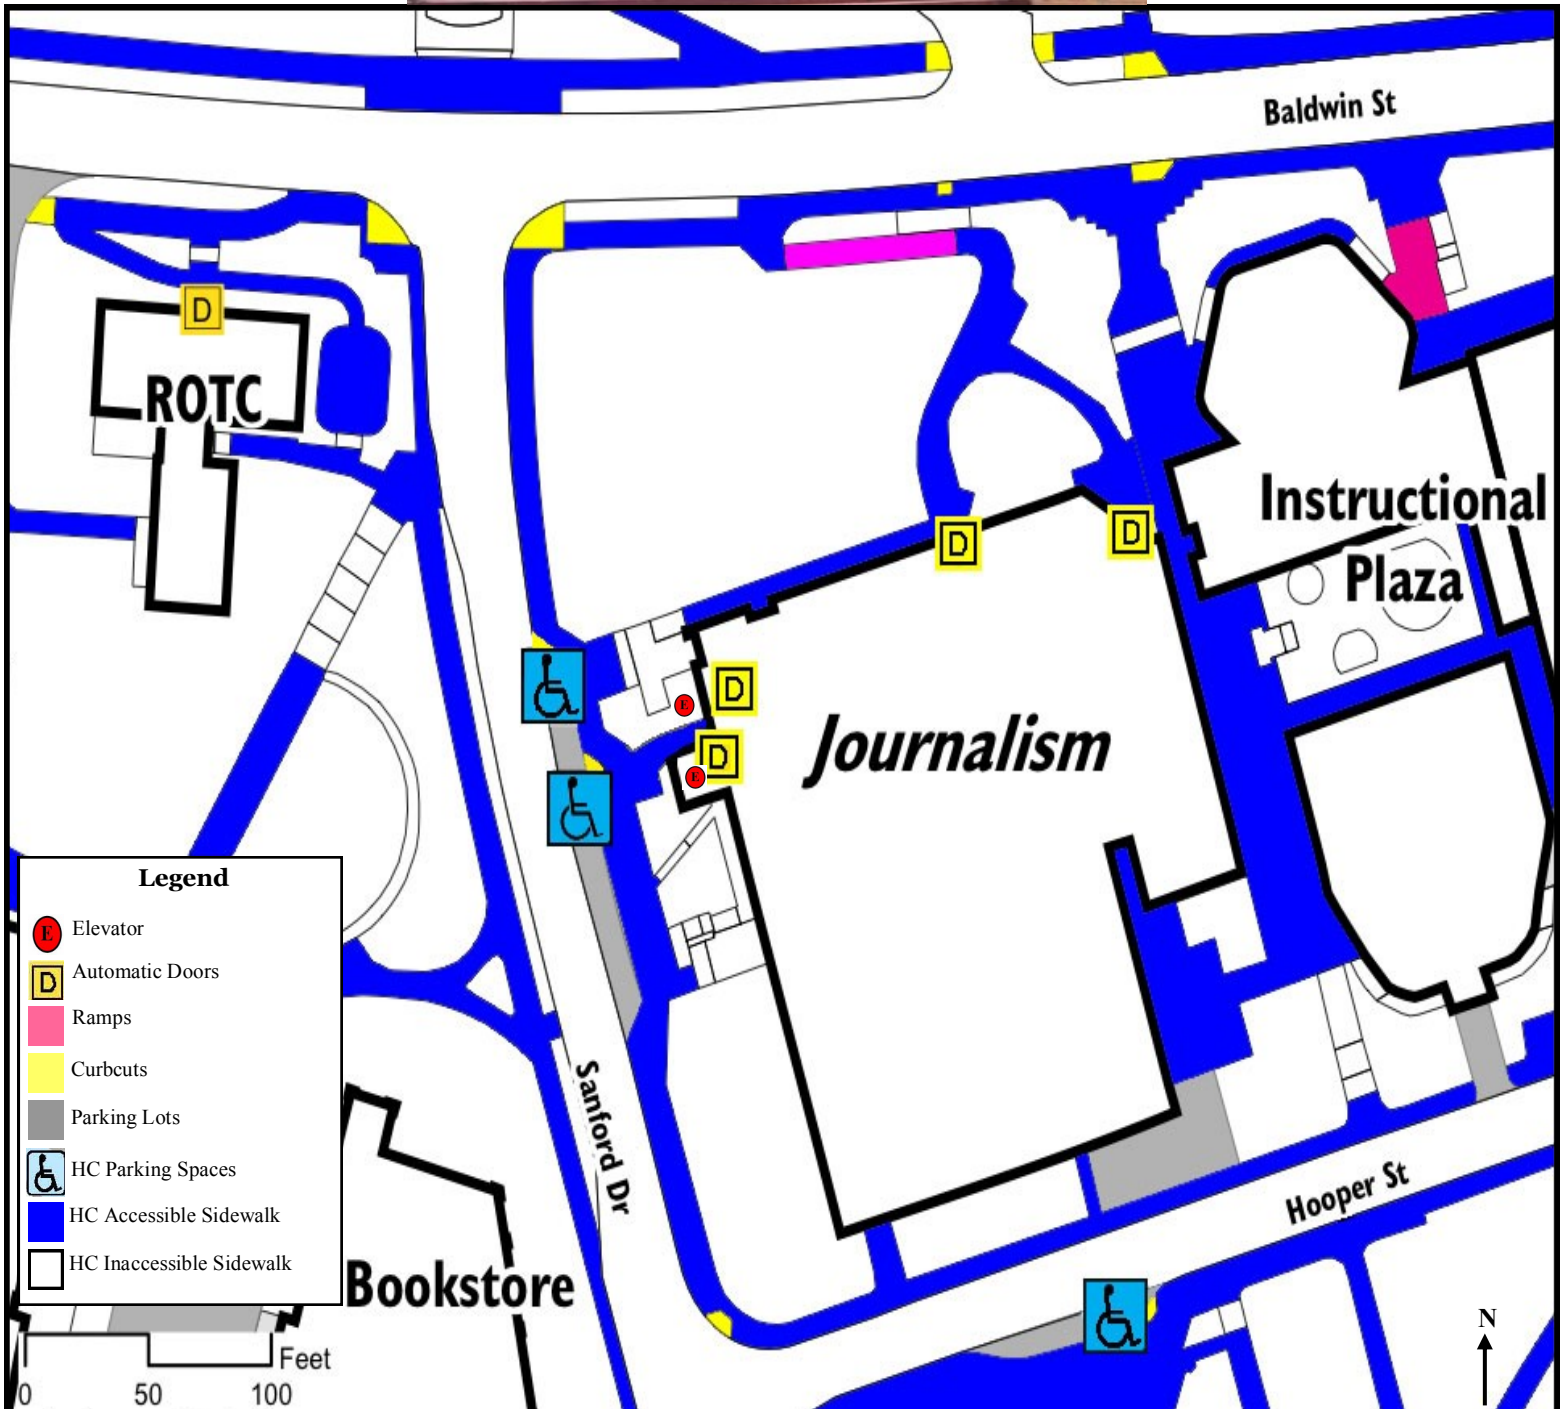 Baldwin St
D
ROTC
Instructional
Plaza
D
D
D
E
Journalism
D
E
Legend
E Elevator
D Automatic Doors
Ramps
Curbcuts
Parking Lots
HC Parking Spaces
HC Accessible Sidewalk
HC Inaccessible Sidewalk
Sanford Dr
Hooper St
Bookstore
N
Feet
0 50 100